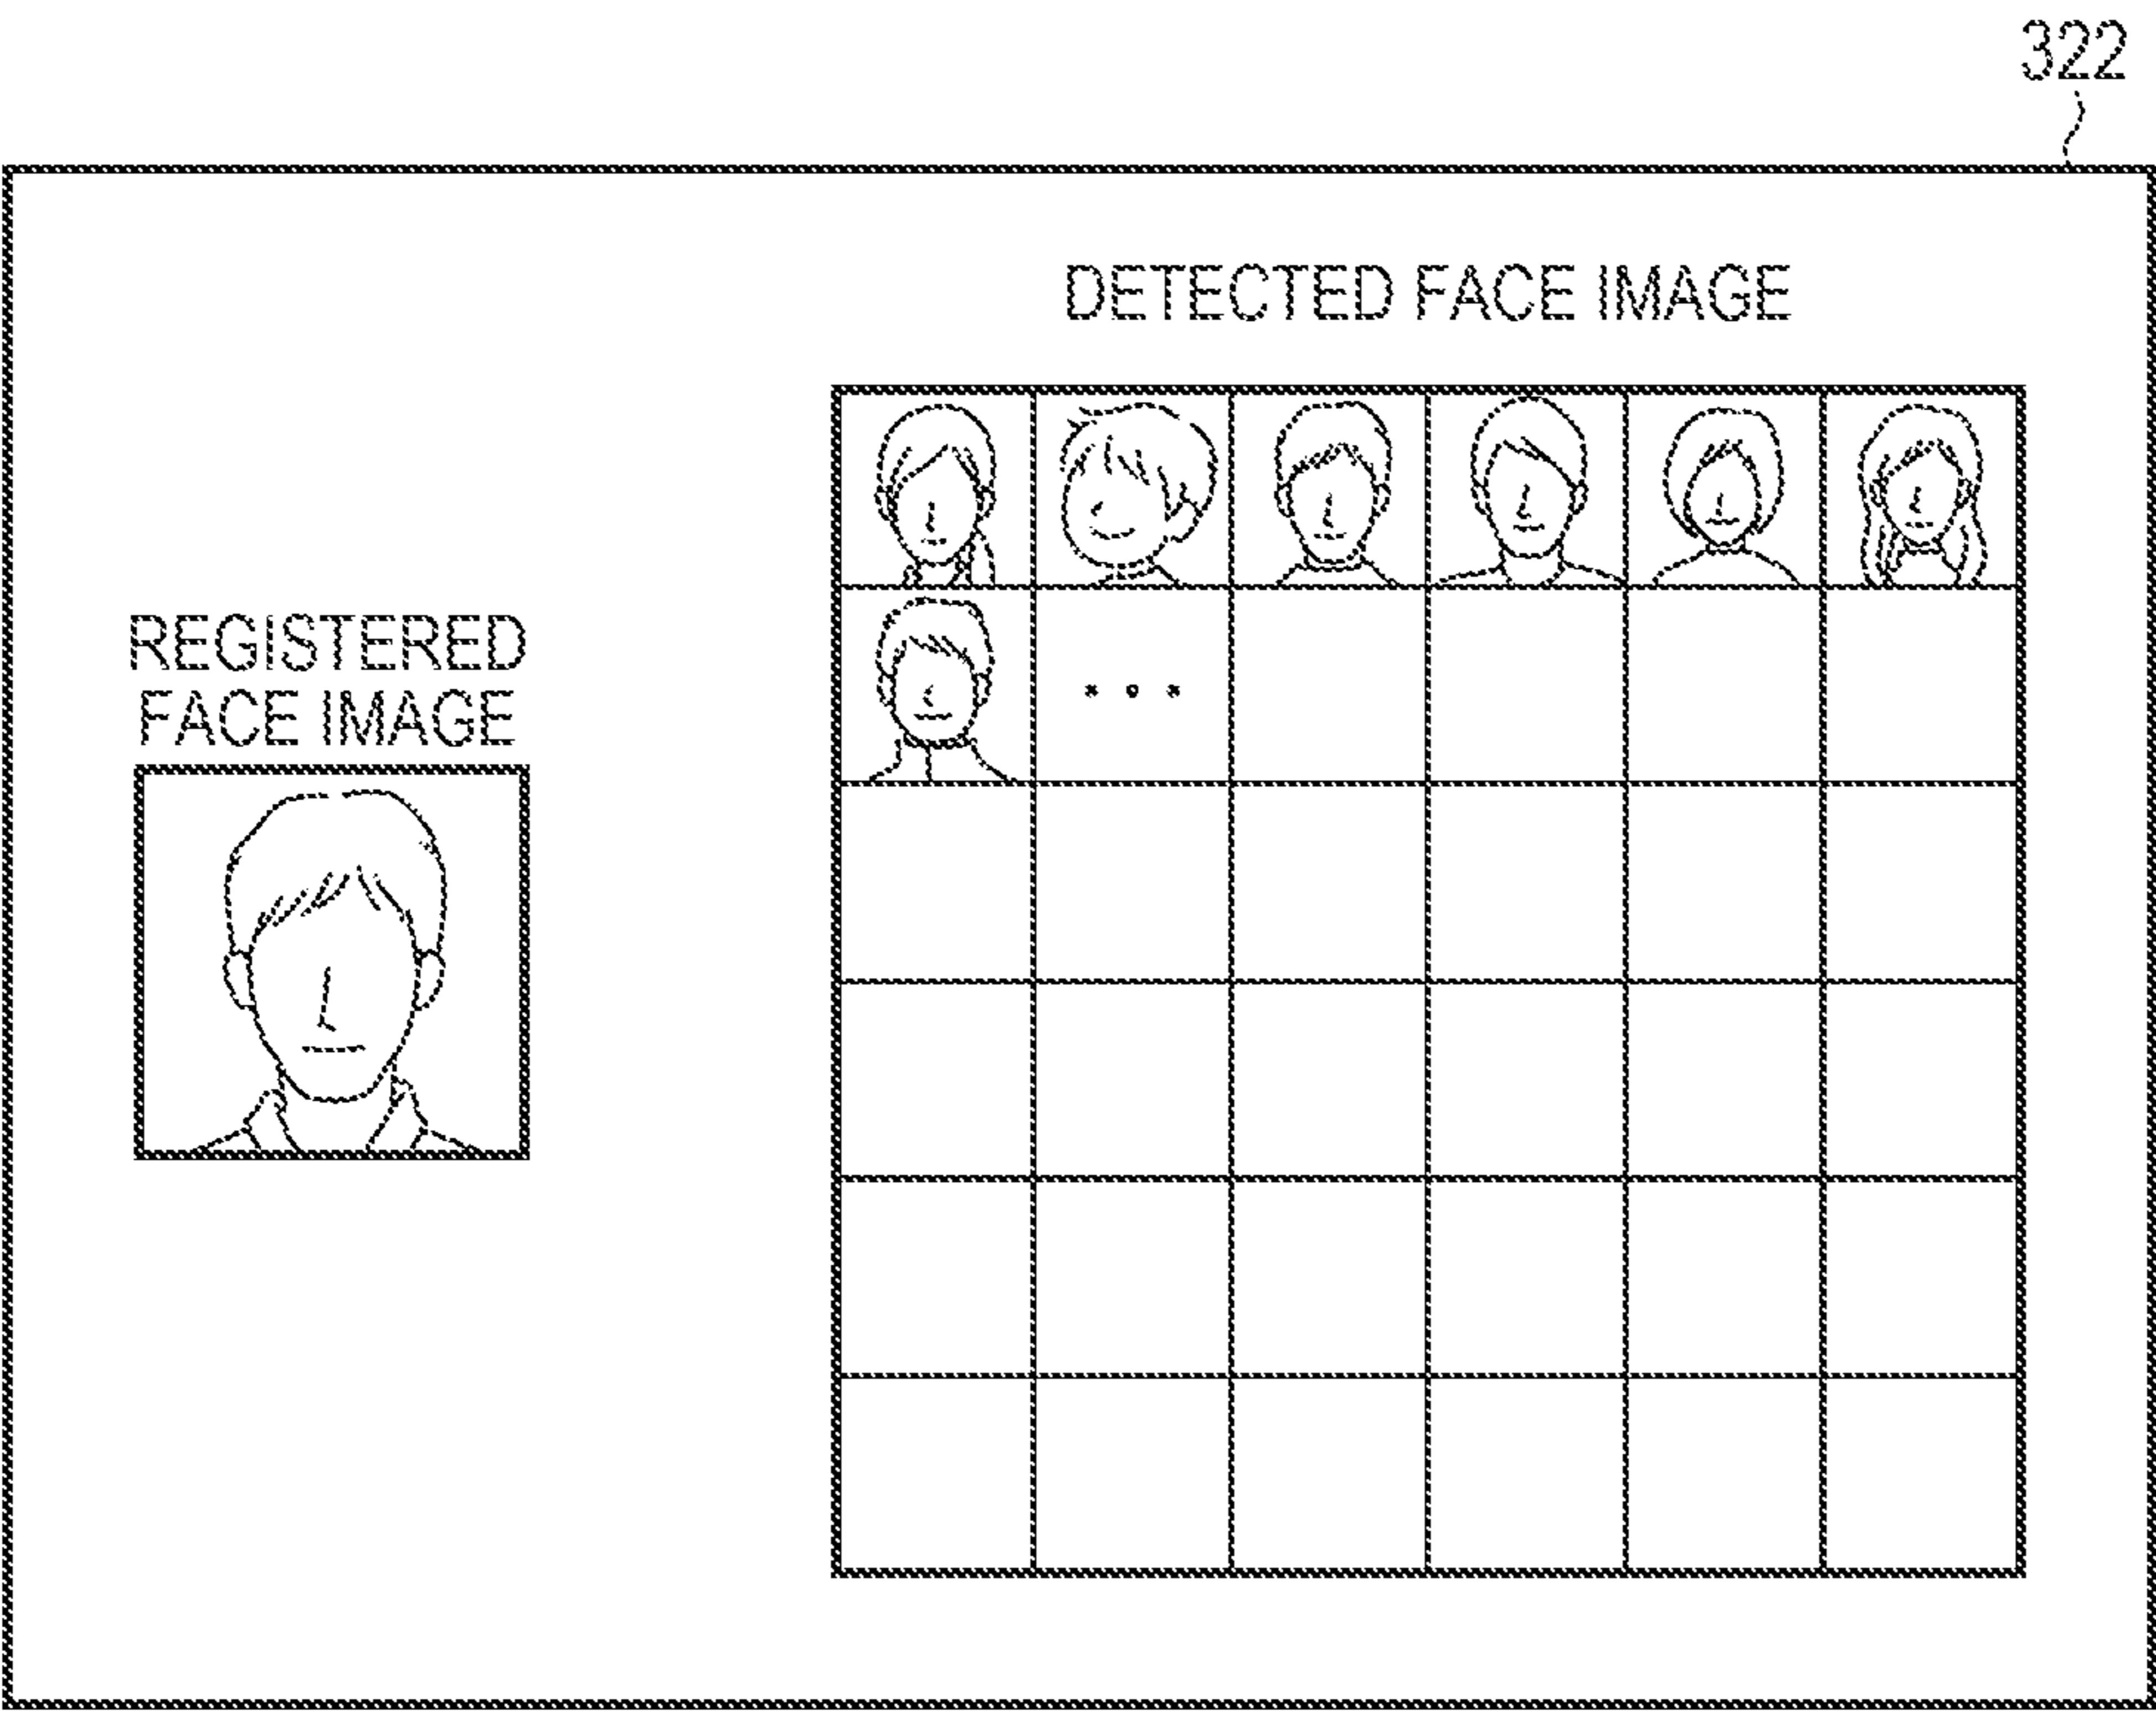 322
DETECTED FACE IMAGE
REGISTERED
FACE IMAGE
...